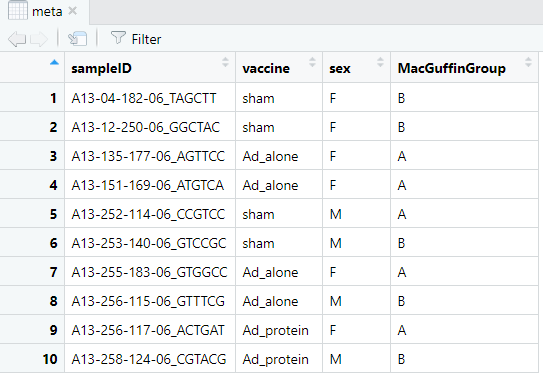 meta
Filter
sampleID vaccine sex MacGuffinGroup
1 A13-04-182-06_TAGCTT sham F B
2 A13-12-250-06_GGCTAC sham F B
3 A13-135-177-06_AGTTCC Ad_alone F A
4 A13-151-169-06_ATGTCA Ad_alone F A
5 A13-252-114-06_CCGTCC sham M A
6 A13-253-140-06_GTCCGC sham M B
7 A13-255-183-06_GTGGCC Ad_alone F A
8 A13-256-115-06_GTTTCG Ad_alone M B
9 A13-256-117-06_ACTGAT Ad_protein F A
10 A13-258-124-06_CGTACG Ad_protein M B